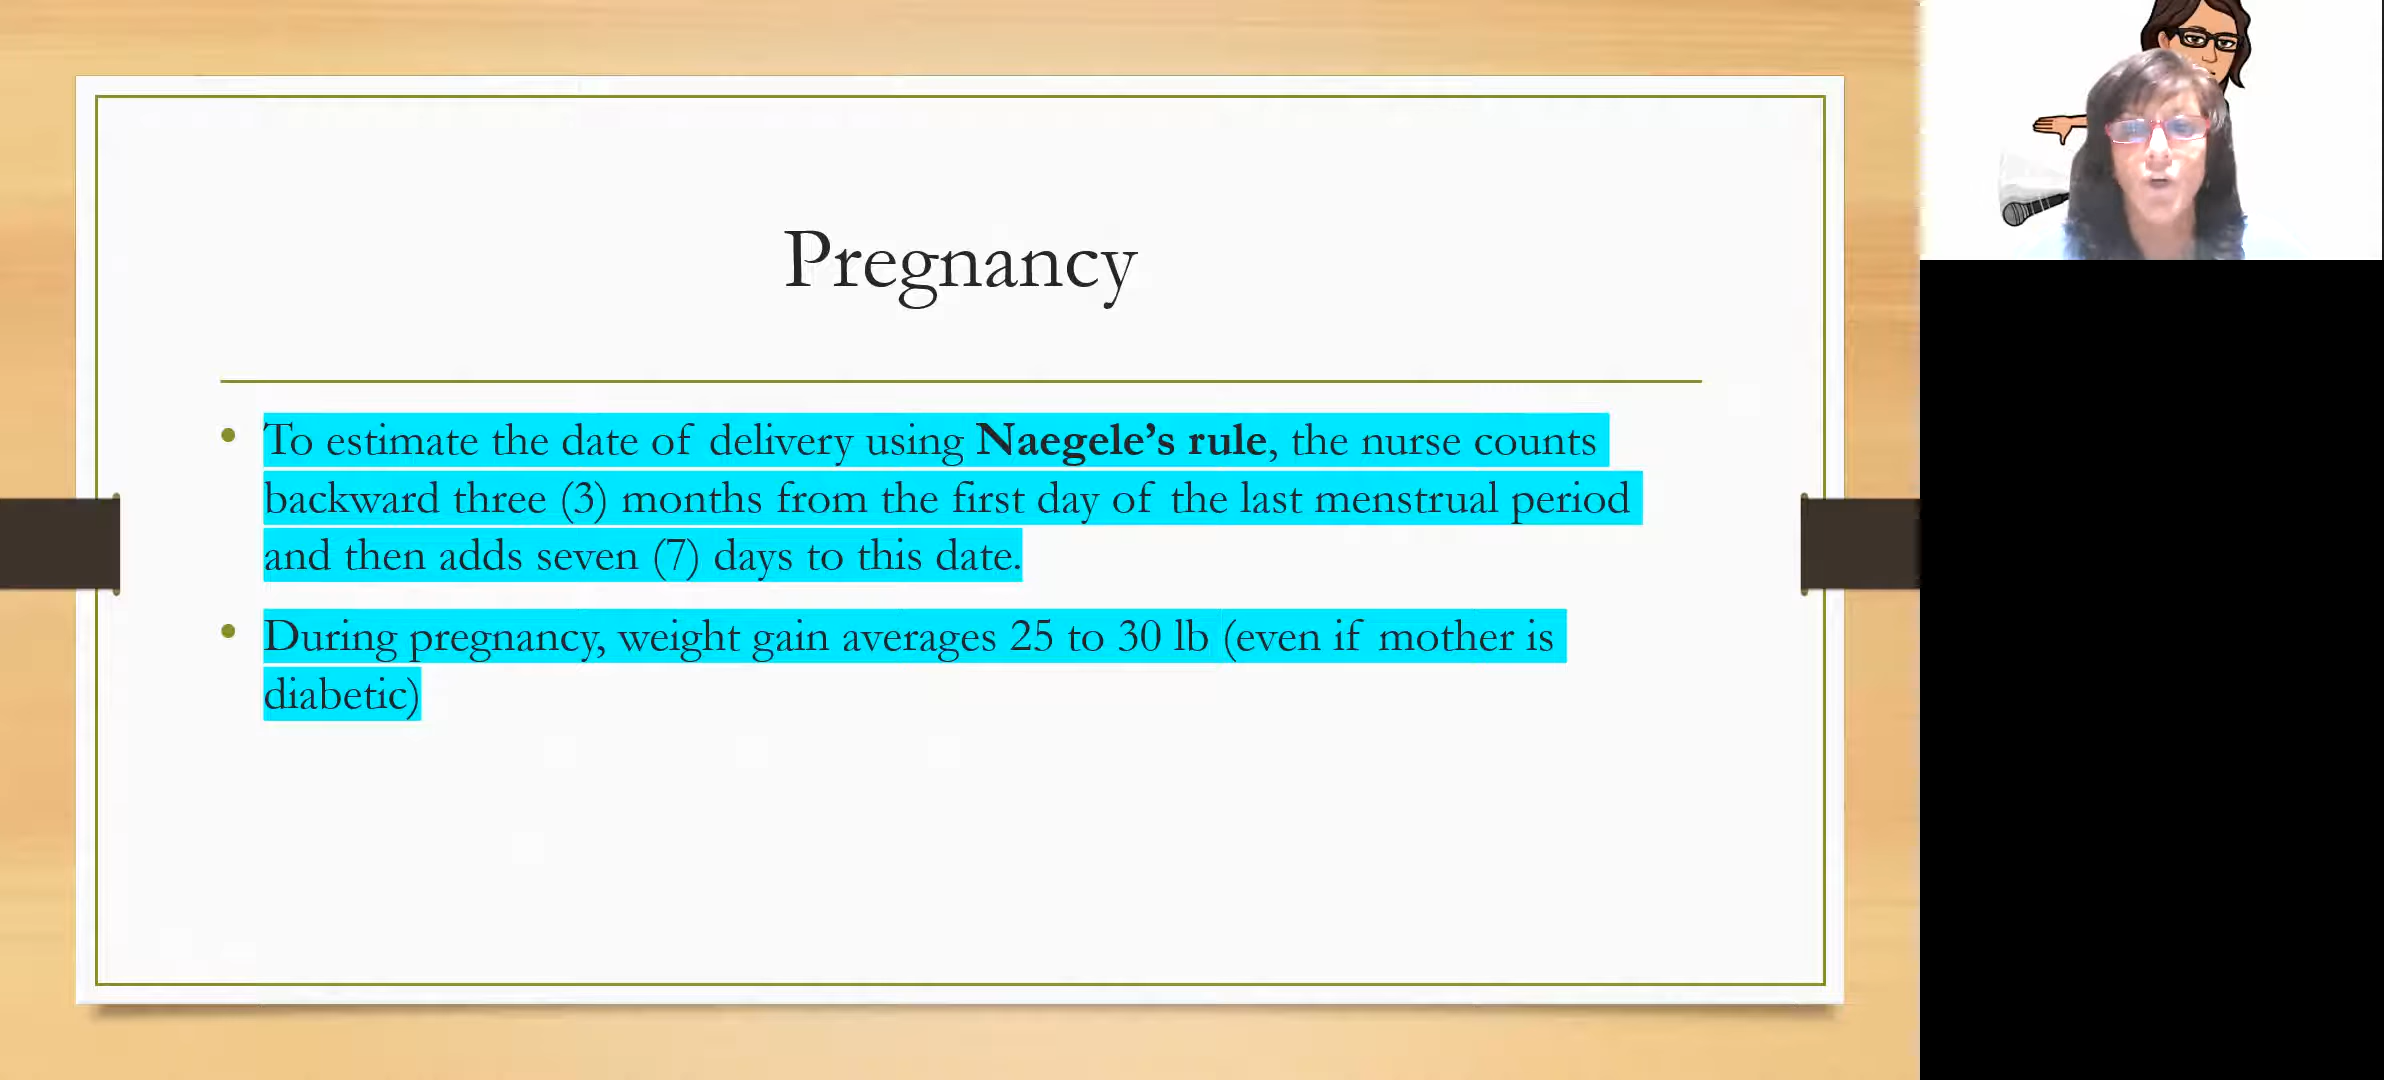 Pregnancy
• To estimate the date of delivery using Naegele’s rule, the nurse counts
backward three (3) months from the first day of the last menstrual period
and then adds seven (7) days to this date.
• During pregnancy, weight gain averages 25 to 30 lb (even if mother is
diabetic)